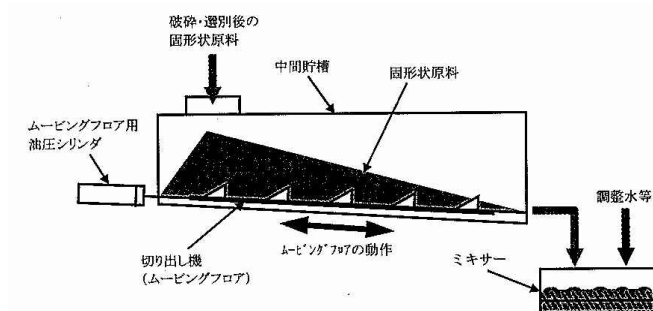 破砕・選別後の
固形状原料
中間貯槽
固形状原料
ムービングフロア用
油圧シリンダ
調整水等
切り出し機
(ムービングフロア)
ムービングフロアの動作
ミキサー